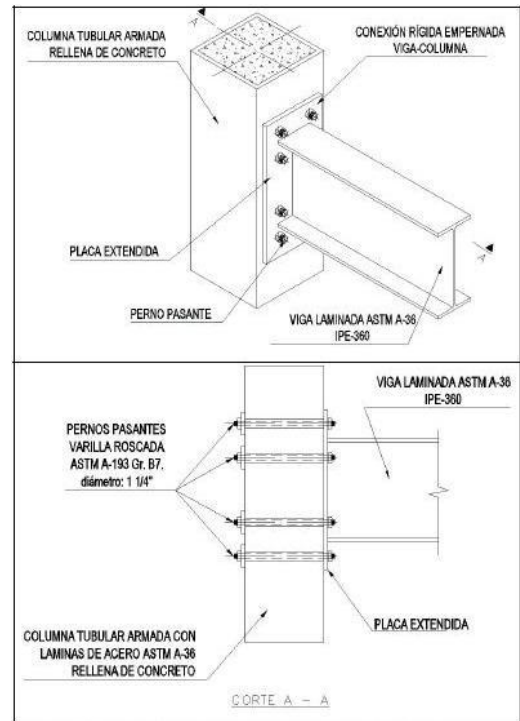 A
COLUMNA TUBULAR ARMADA
RELLENA DE CONCRETO
CONEXIÓN RÍGIDA EMPERNADA
VIGA-COLUMNA
PLACA EXTENDIDA
PERNO PASANTE
A
VIGA LAMINADA ASTM A-36
IPE-360
VIGA LAMINADA ASTM A-36
IPE-360
PERNOS PASANTES
VARILLA ROSCADA
ASTM A-193 Gr. B7.
diámetro: 1 1/4"
PLACA EXTENDIDA
COLUMNA TUBULAR ARMADA CON
LAMINAS DE ACERO ASTM A-36
RELLENA DE CONCRETO
CORTE A - A